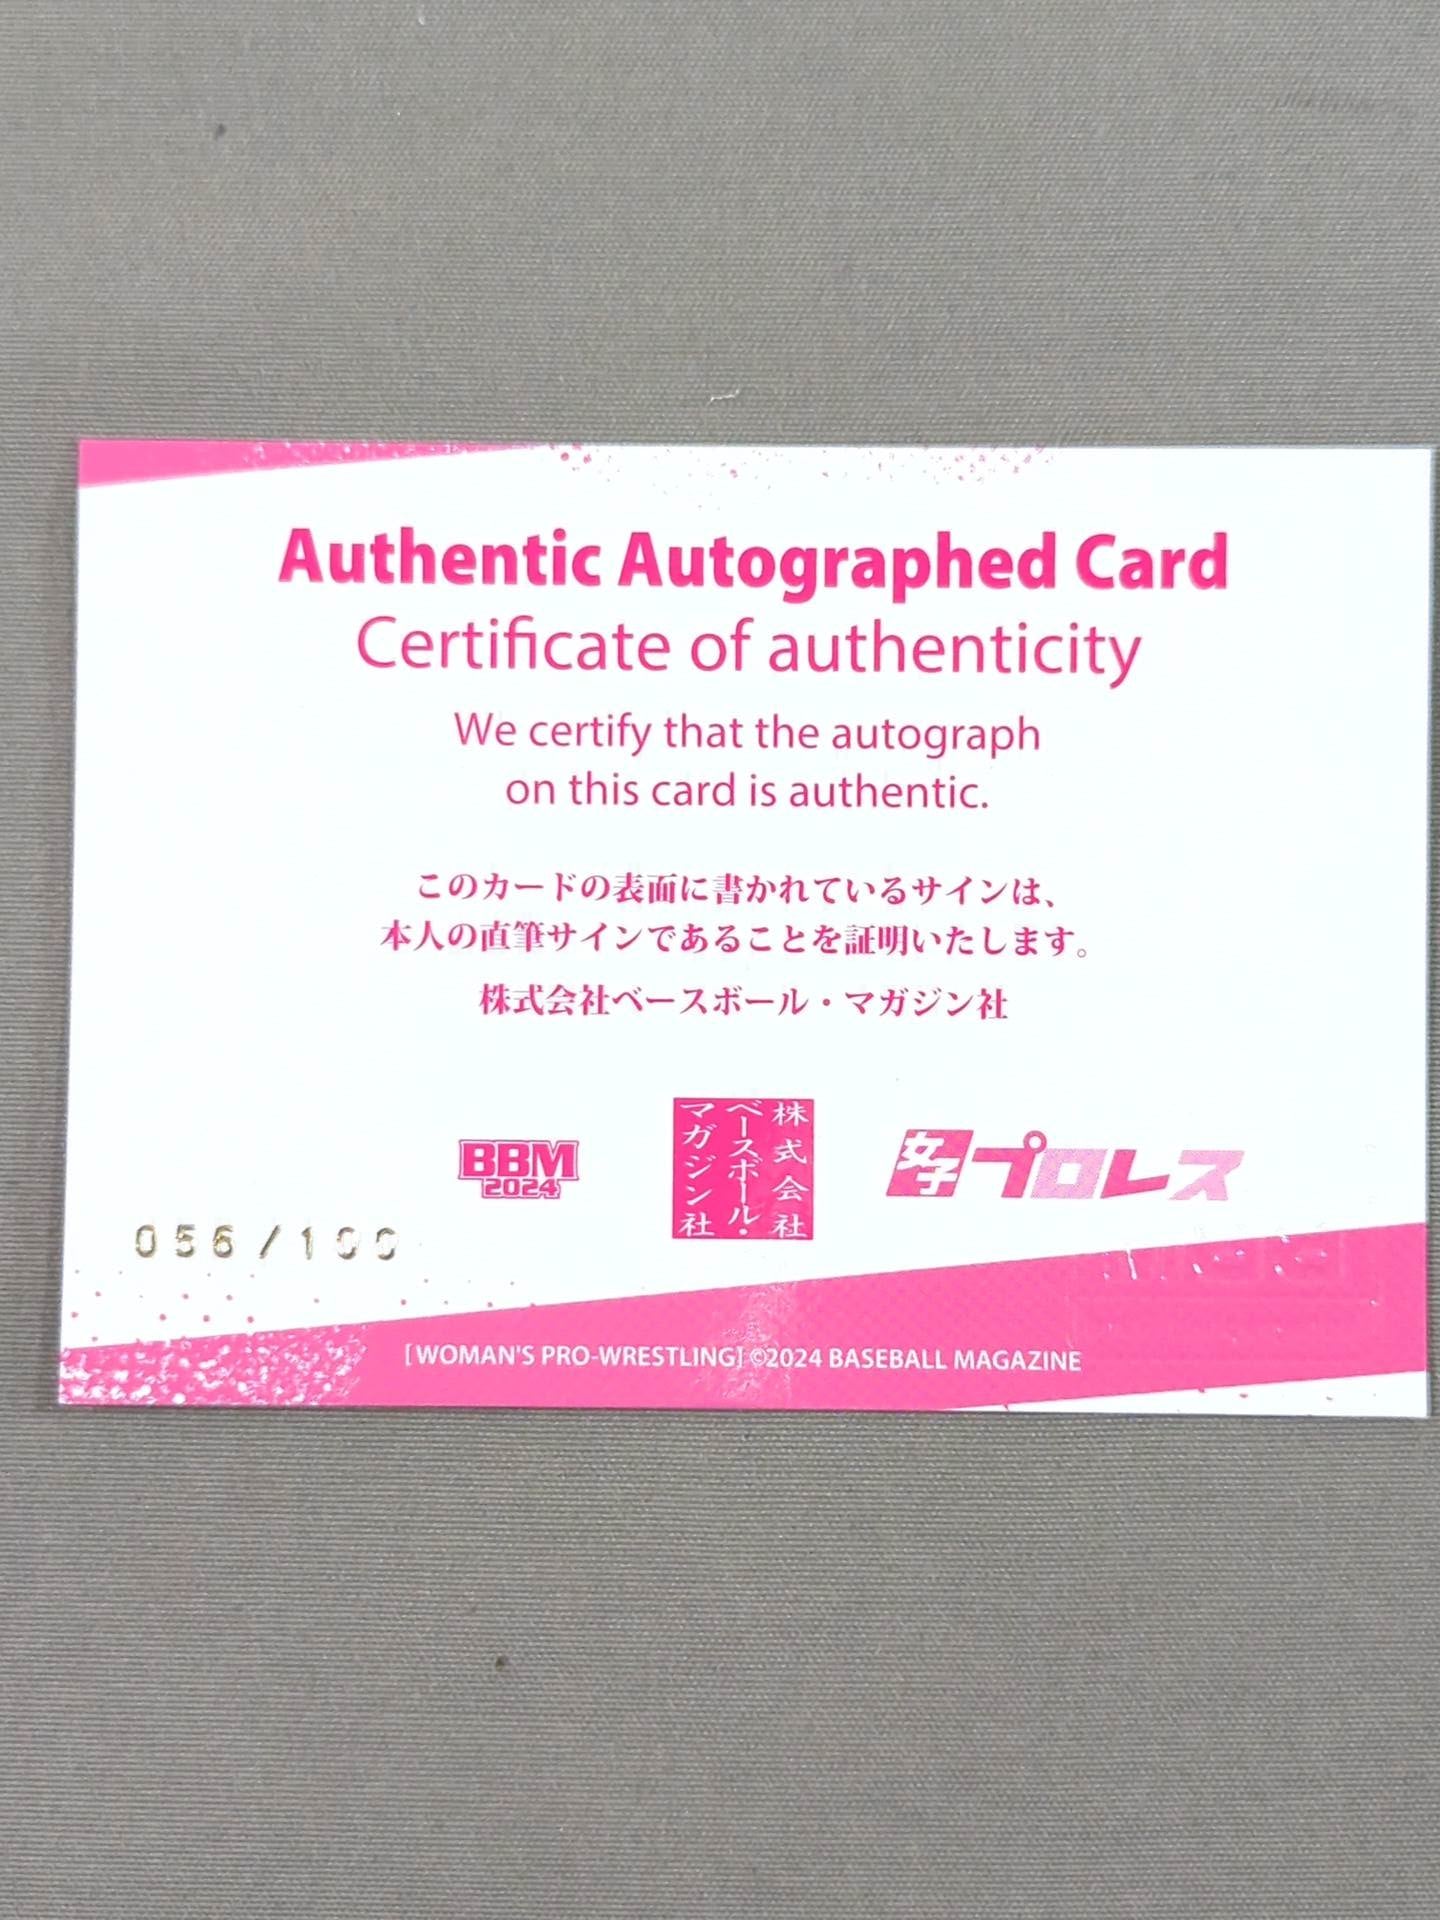 Authentic Autographed Card
Certificate of authenticity
We certify that the autograph
on this card is authentic.
このカードの表面に書かれているサインは、
本人の直筆サインであることを証明いたします。
株式会社ベースボール・マガジン社
BBM
2024
株式会社
ベースボール・
マガジン社
女子プロレス
056/100
[WOMAN'S PRO-WRESTLING] ©2024 BASEBALL MAGAZINE